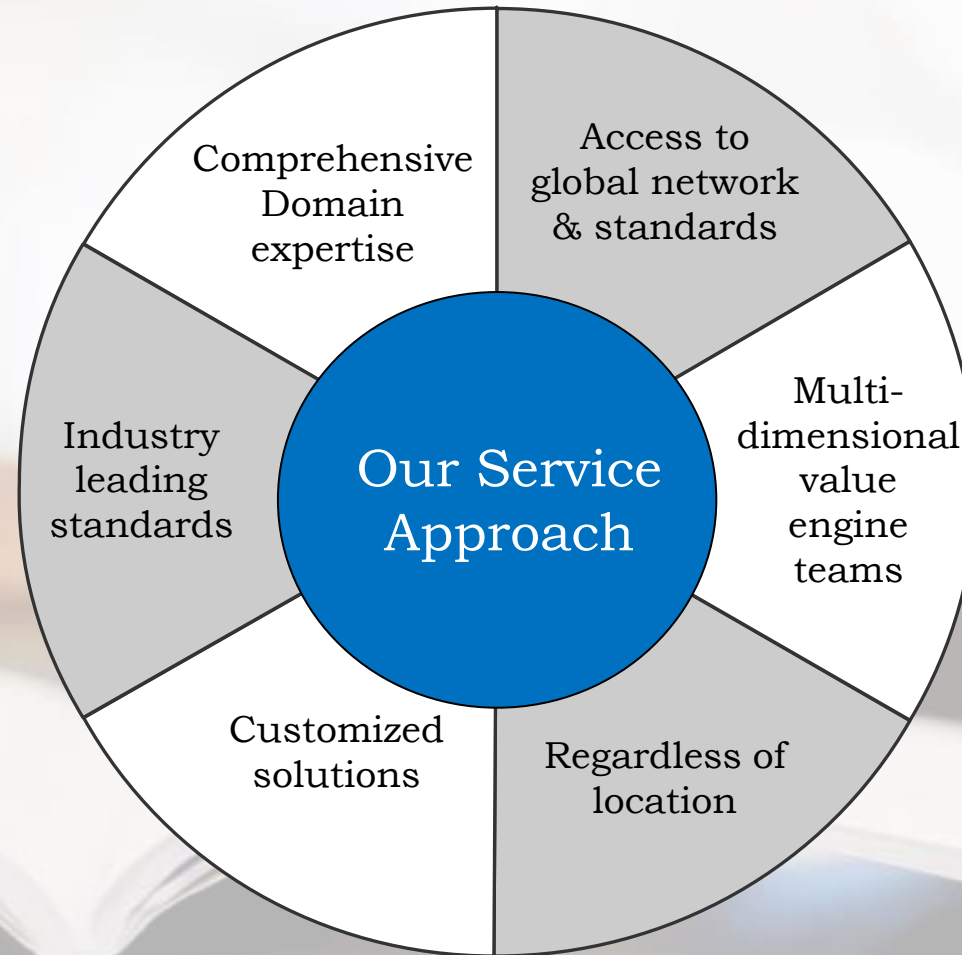 Comprehensive
Domain
expertise
Access to
global network
& standards
Multi-
dimensional
value
engine
teams
Regardless of
location
Customized
solutions
Industry
leading
standards
Our Service
Approach